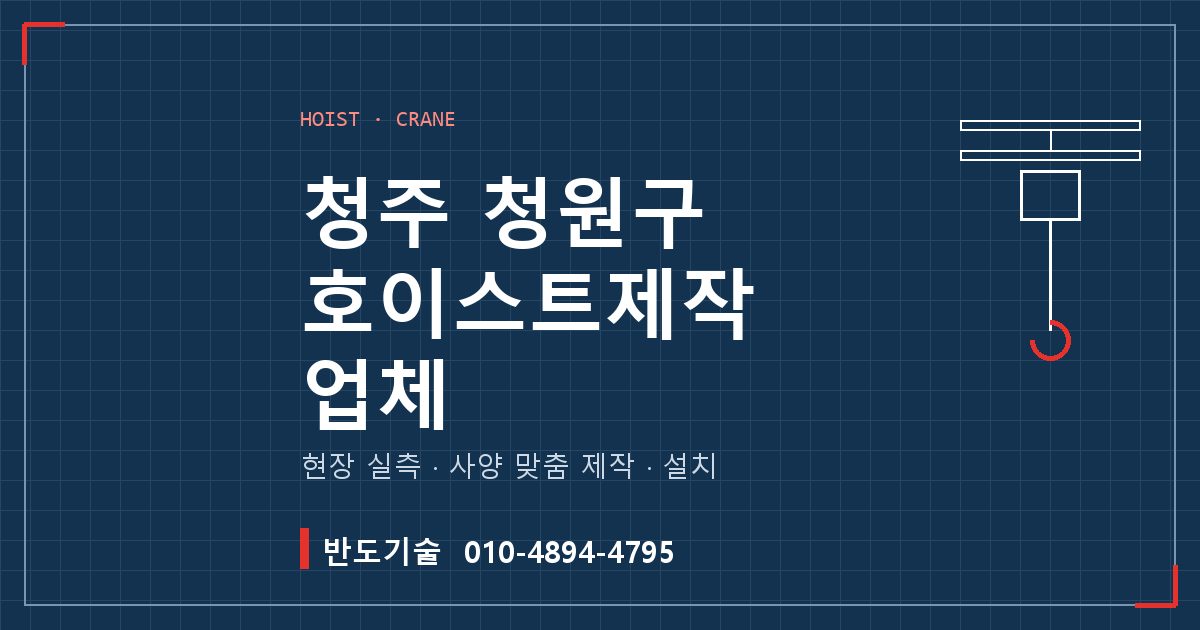 HOIST · CRANE
청주 청원구
호이스트제작
업체
현장 실측 · 사양 맞춤 제작 · 설치
반도기술 010-4894-4795